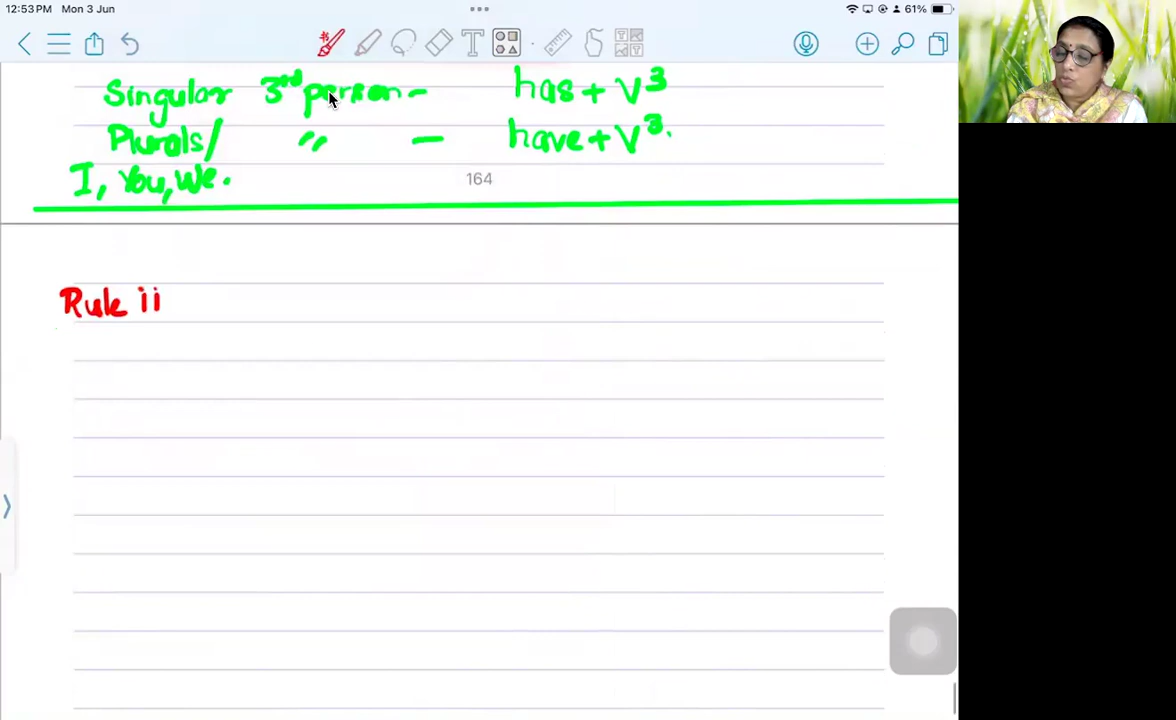 12:53 PM Mon 3 Jun
61%
Singular 3rd person - has + V3
Plurals/ " - have + V3.
I, You, We.
164
Rule ii